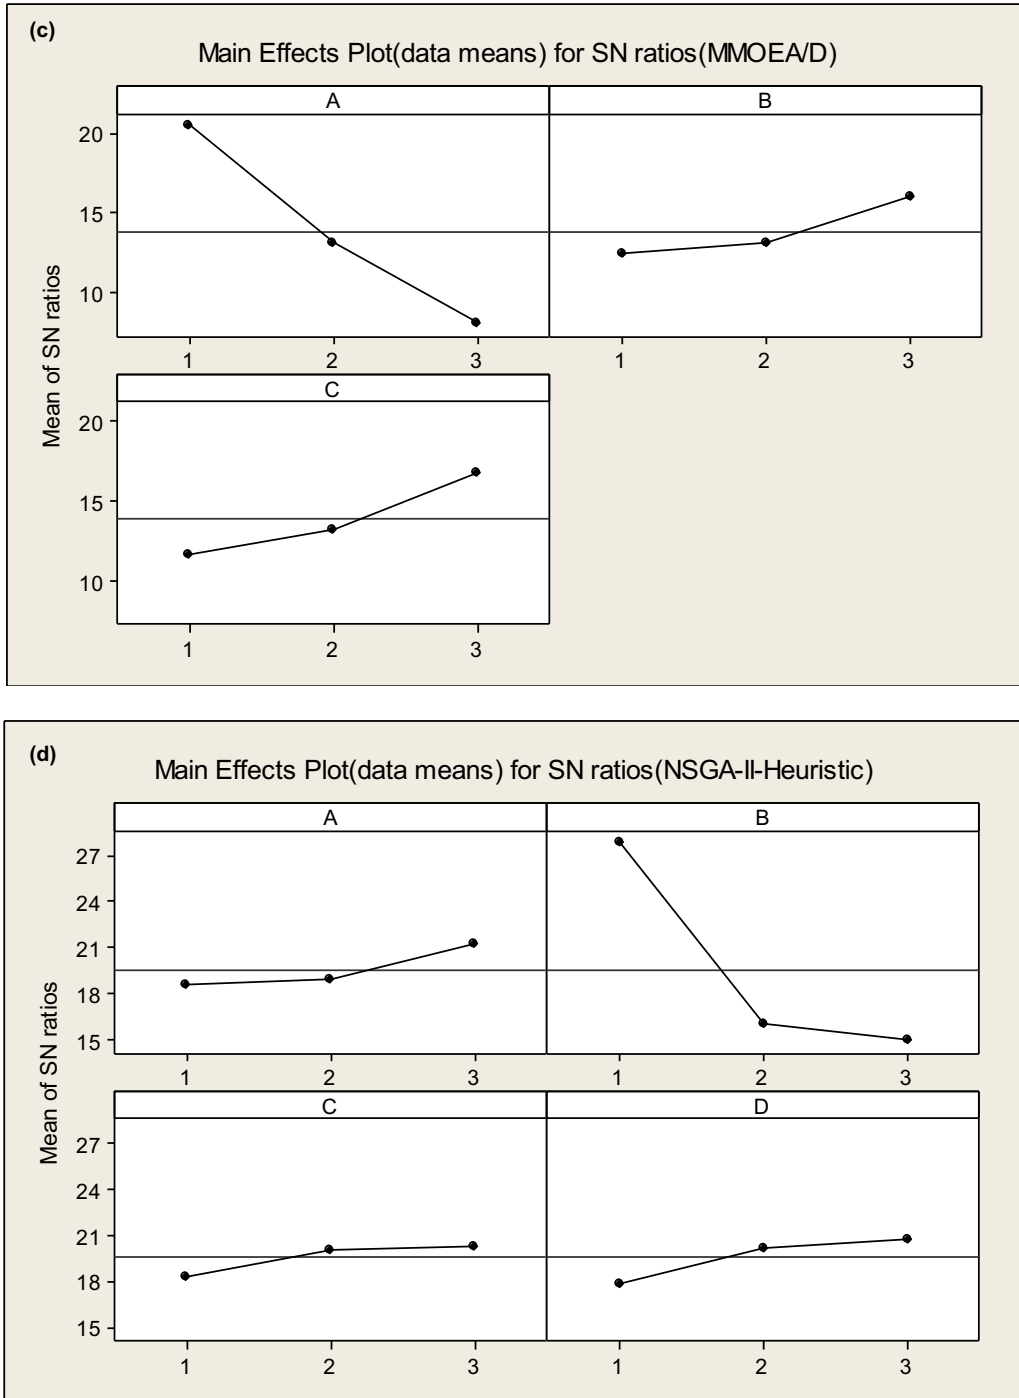 (c)
Main Effects Plot(data means) for SN ratios(MMOEA/D)
A B
20
15
10
1 2 3 1 2 3
Mean of SN ratios
C
20
15
10
1 2 3
(d)
Main Effects Plot(data means) for SN ratios(NSGA-II-Heuristic)
A B
27
24
21
18
15
1 2 3 1 2 3
Mean of SN ratios
C D
27
24
21
18
15
1 2 3 1 2 3